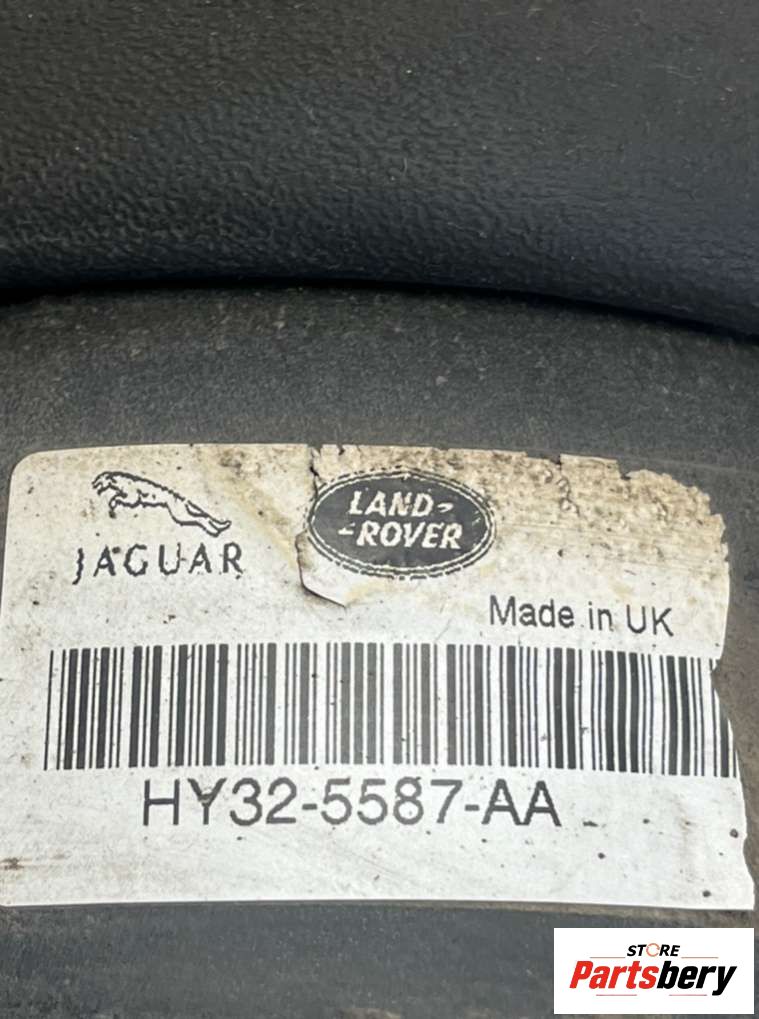 JAGUAR
LAND-
-ROVER
Made in UK
HY32-5587-AA
STORE
Partsbery